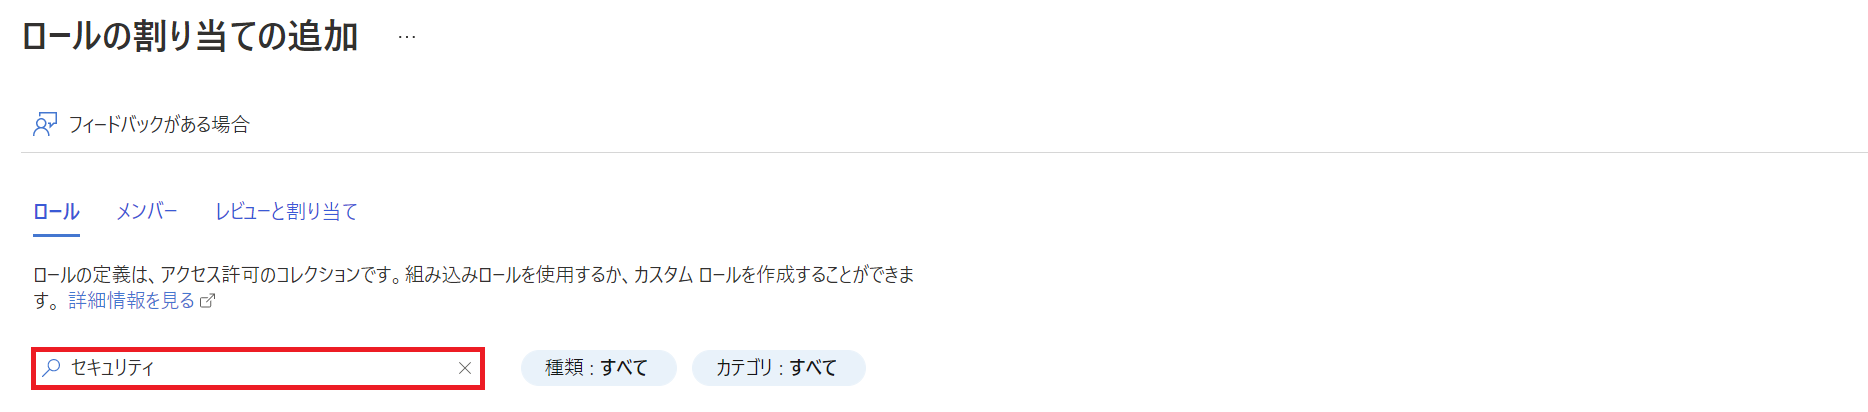 ロールの割り当ての追加 …
フィードバックがある場合
ロール メンバー レビューと割り当て
ロールの定義は、アクセス許可のコレクションです。組み込みロールを使用するか、カスタム ロールを作成することができま
す。 詳細情報を見る
セキュリティ 種類 : すべて カテゴリ : すべて